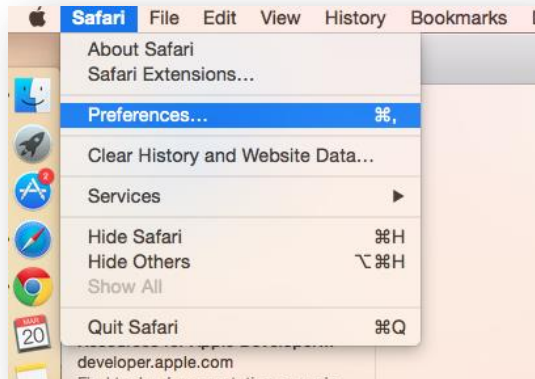 Safari File Edit View History Bookmarks
About Safari
Safari Extensions…
Preferences… ⌘,
Clear History and Website Data…
Services ▶
Hide Safari ⌘H
Hide Others ⌥⌘H
Show All
Quit Safari ⌘Q
2
MAR
20
developer.apple.com